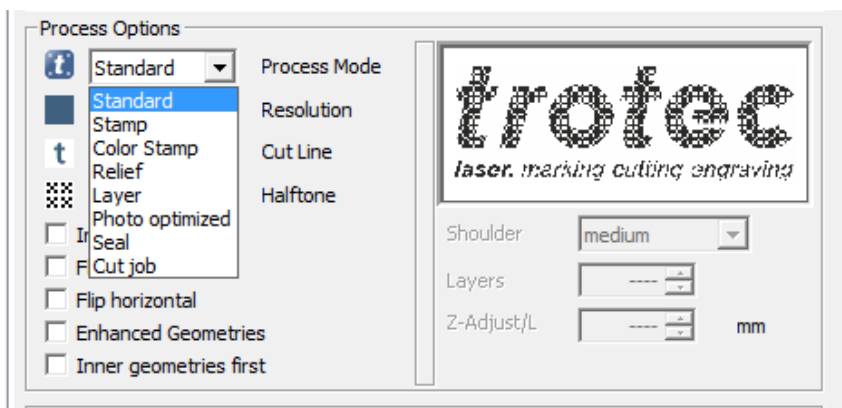 Process Options
Standard
Process Mode
Standard
Stamp
Color Stamp
Relief
Layer
Photo optimized
Seal
Cut job
Resolution
t
Cut Line
Halftone
Flip horizontal
Enhanced Geometries
Inner geometries first
trotec
laser. marking cutting engraving
Shoulder
medium
Layers
----
Z-Adjust/L
----
mm